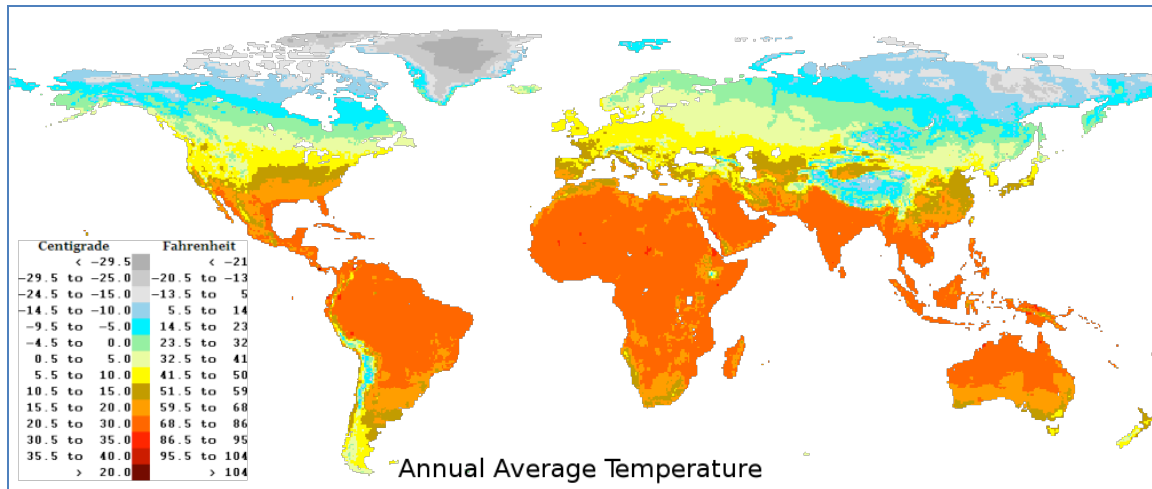 Centigrade Fahrenheit
< -29.5 < -21
-29.5 to -25.0 -20.5 to -13
-24.5 to -15.0 -13.5 to 5
-14.5 to -10.0 5.5 to 14
-9.5 to -5.0 14.5 to 23
-4.5 to 0.0 23.5 to 32
0.5 to 5.0 32.5 to 41
5.5 to 10.0 41.5 to 50
10.5 to 15.0 51.5 to 59
15.5 to 20.0 59.5 to 68
20.5 to 30.0 68.5 to 86
30.5 to 35.0 86.5 to 95
35.5 to 40.0 95.5 to 104
> 20.0 > 104
Annual Average Temperature